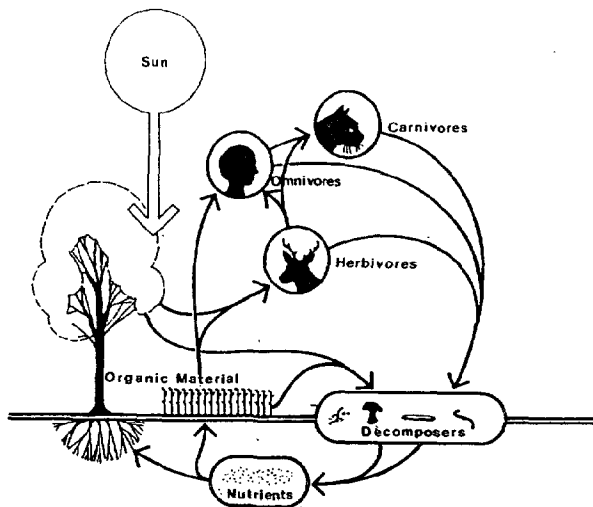 Sun
Carnivores
Omnivores
Herbivores
Organic Material
Decomposers
Nutrients